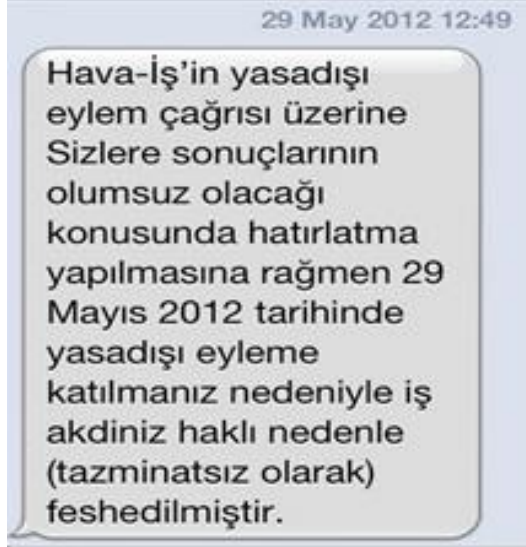 29 May 2012 12:49
Hava-İş’in yasadışı
eylem çağrısı üzerine
Sizlere sonuçlarının
olumsuz olacağı
konusunda hatırlatma
yapılmasına rağmen 29
Mayıs 2012 tarihinde
yasadışı eyleme
katılmanız nedeniyle iş
akdiniz haklı nedenle
(tazminatsız olarak)
feshedilmiştir.